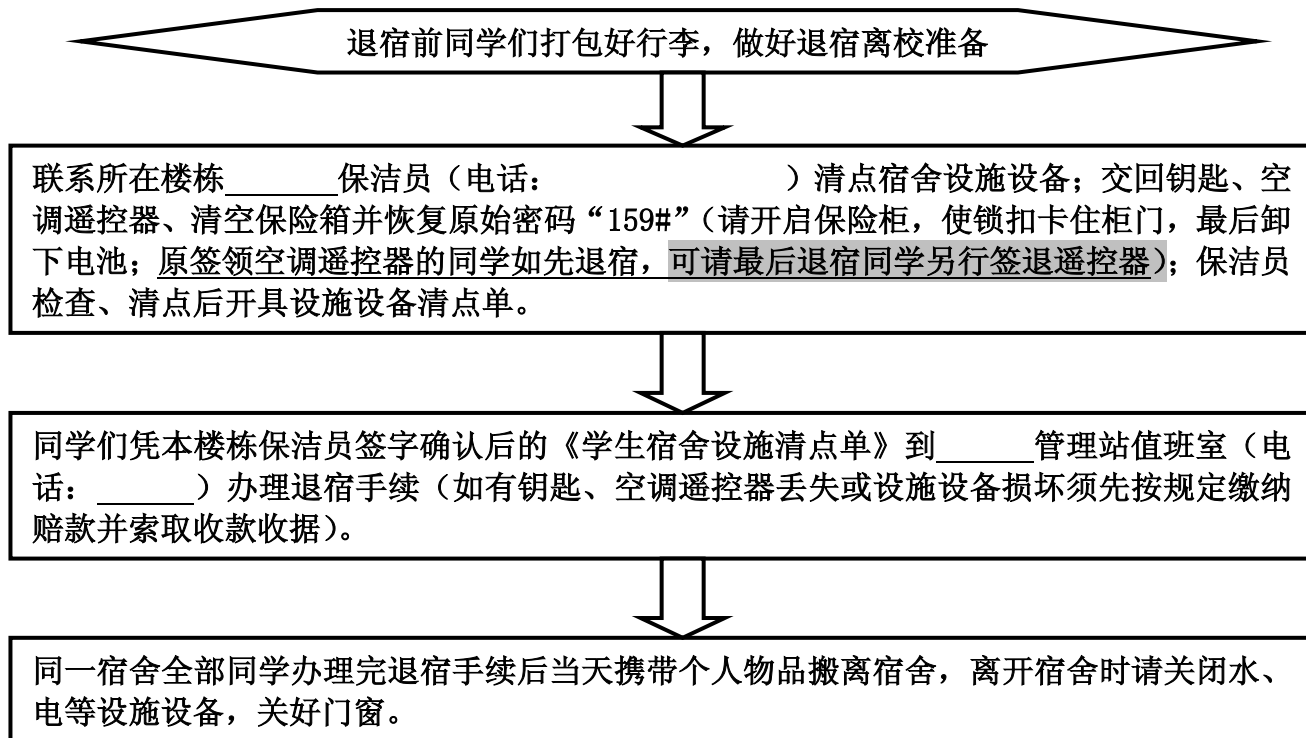 退宿前同学们打包好行李，做好退宿离校准备
联系所在楼栋_______保洁员（电话：　　　　　　　）清点宿舍设施设备；交回钥匙、空
调遥控器、清空保险箱并恢复原始密码“159#”（请开启保险柜，使锁扣卡住柜门，最后卸
下电池；原签领空调遥控器的同学如先退宿，可请最后退宿同学另行签退遥控器）；保洁员
检查、清点后开具设施设备清点单。
同学们凭本楼栋保洁员签字确认后的《学生宿舍设施清点单》到______管理站值班室（电
话：______）办理退宿手续（如有钥匙、空调遥控器丢失或设施设备损坏须先按规定缴纳
赔款并索取收款收据）。
同一宿舍全部同学办理完退宿手续后当天携带个人物品搬离宿舍，离开宿舍时请关闭水、
电等设施设备，关好门窗。